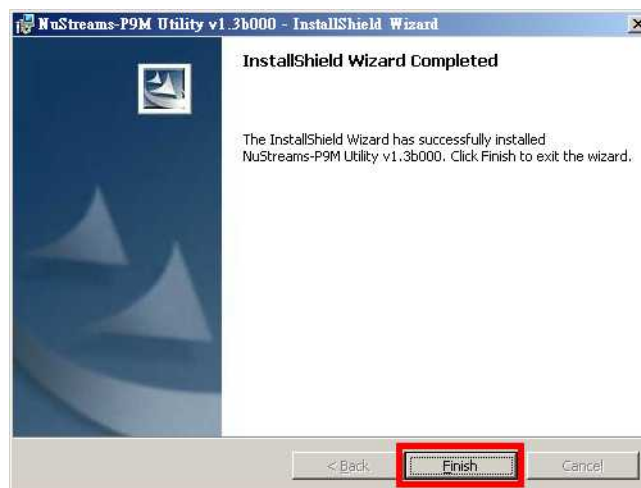 NuStreams-P9M Utility v1.3b000 - InstallShield Wizard
InstallShield Wizard Completed
The InstallShield Wizard has successfully installed
NuStreams-P9M Utility v1.3b000. Click Finish to exit the wizard.
< Back
Finish
Cancel